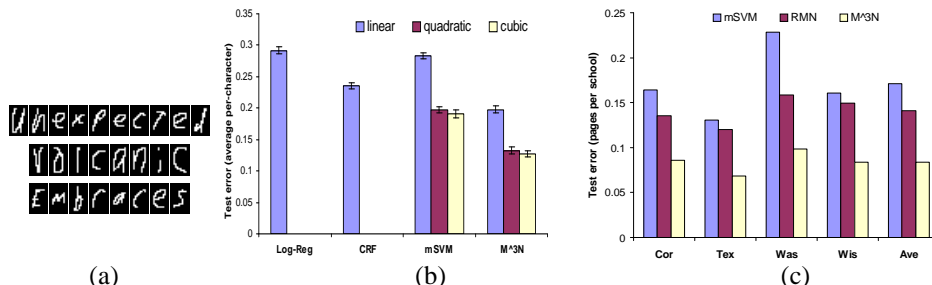 Unexpected
Volcanic
Embraces
(a)
linear quadratic cubic
Test error (average per-character)
0.35
0.3
0.25
0.2
0.15
0.1
0.05
0
Log-Reg CRF mSVM M^3N
(b)
mSVM RMN M^3N
Test error (pages per school)
0.25
0.2
0.15
0.1
0.05
0
Cor Tex Was Wis Ave
(c)